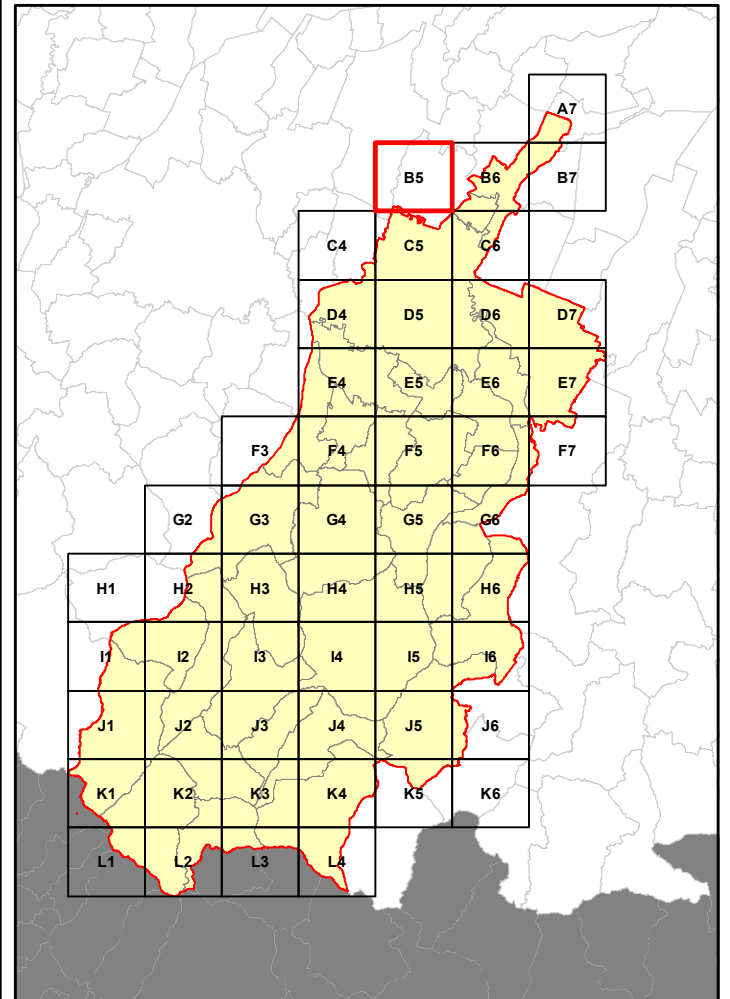 A7
B5 B6 B7
C4 C5 C6
D4 D5 D6 D7
E4 E5 E6 E7
F3 F4 F5 F6 F7
G2 G3 G4 G5 G6
H1 H2 H3 H4 H5 H6
I1 I2 I3 I4 I5 I6
J1 J2 J3 J4 J5 J6
K1 K2 K3 K4 K5 K6
L1 L2 L3 L4